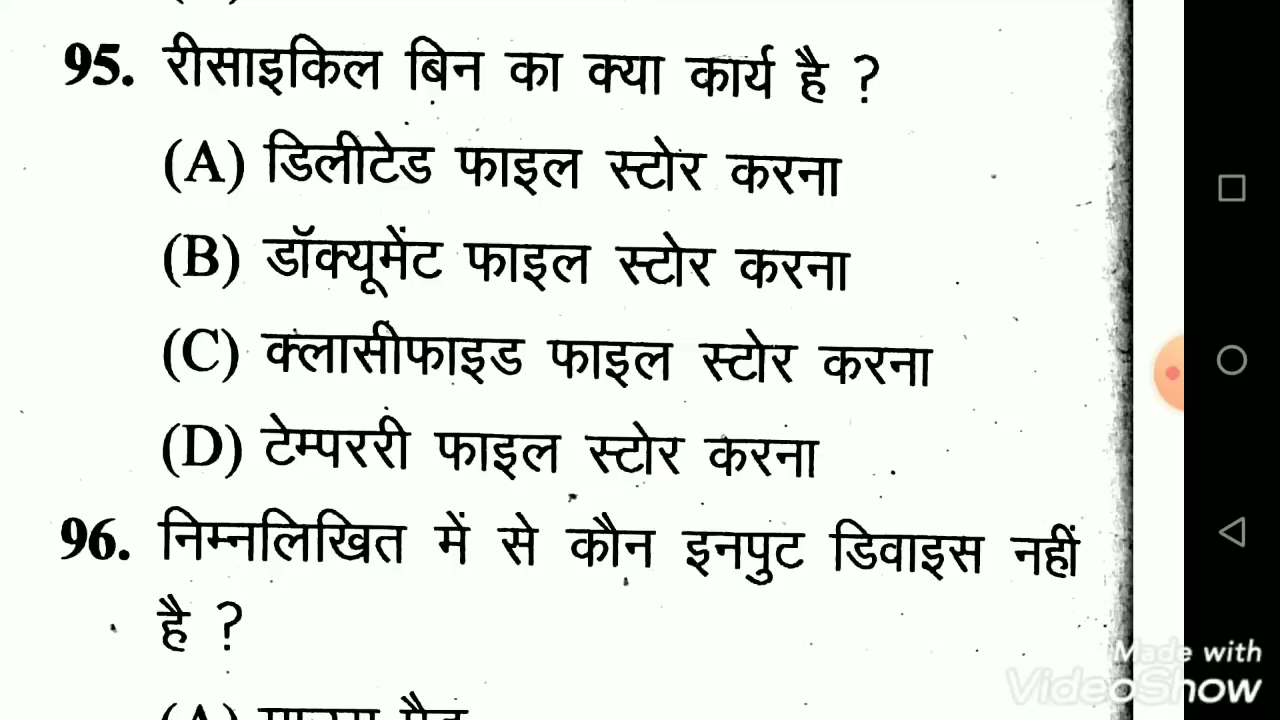 95. रीसाइकिल बिन का क्या कार्य है ?
(A) डिलीटेड फाइल स्टोर करना
(B) डॉक्यूमेंट फाइल स्टोर करना
(C) क्लासीफाइड फाइल स्टोर करना
(D) टेम्परी फाइल स्टोर करना
96. निम्नलिखित में से कौन इनपुट डिवाइस नहीं
है ?
Made with
VideoShow